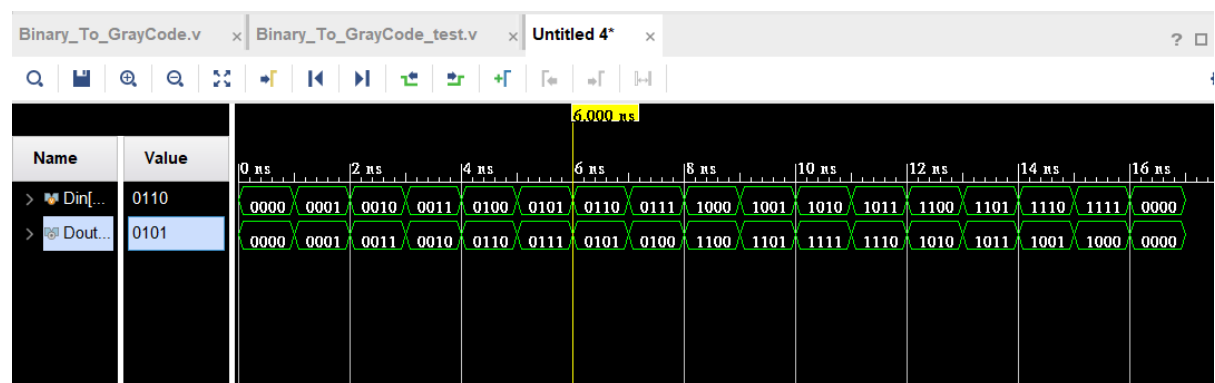 Binary_To_GrayCode.v × Binary_To_GrayCode_test.v × Untitled 4* × ?
6.000 ns
Name Value 0 ns 2 ns 4 ns 6 ns 8 ns 10 ns 12 ns 14 ns 16 ns
Din[... 0110 0000 0001 0010 0011 0100 0101 0110 0111 1000 1001 1010 1011 1100 1101 1110 1111 0000
Dout... 0101 0000 0001 0011 0010 0110 0111 0101 0100 1100 1101 1111 1110 1010 1011 1001 1000 0000